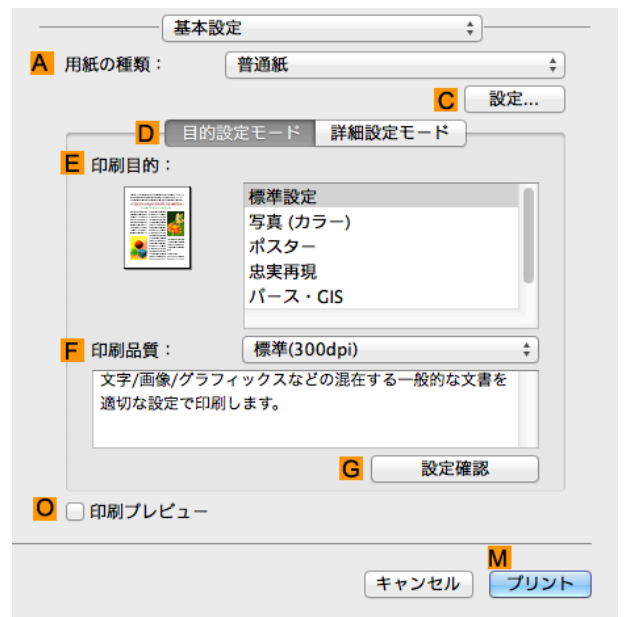 基本設定
A 用紙の種類： 普通紙
C 設定...
D 目的設定モード 詳細設定モード
E 印刷目的：
標準設定
写真 (カラー)
ポスター
忠実再現
パース・GIS
F 印刷品質： 標準(300dpi)
文字/画像/グラフィックスなどの混在する一般的な文書を
適切な設定で印刷します。
G 設定確認
O 印刷プレビュー
M
キャンセル プリント